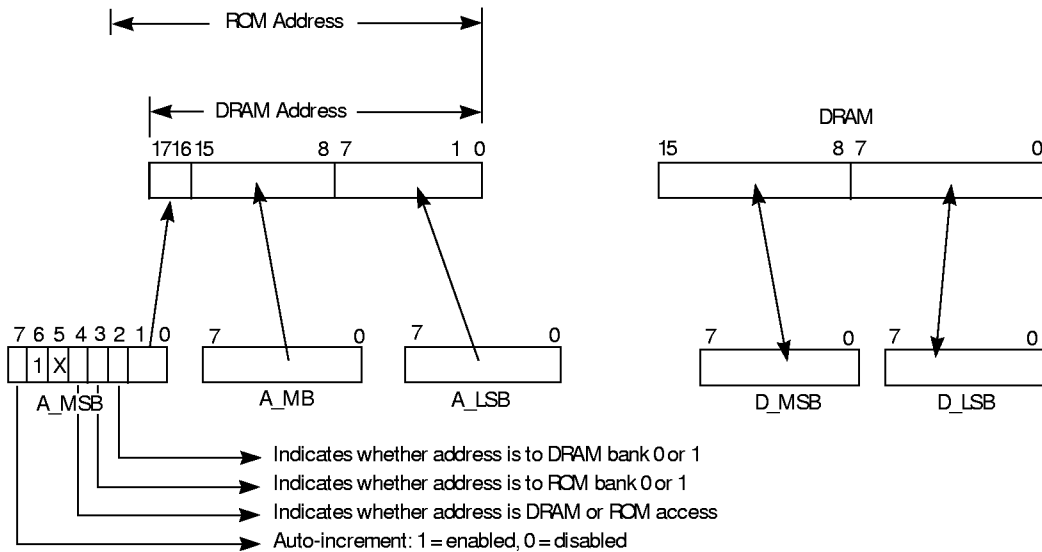 ROM Address
DRAM Address
DRAM
17 16 15 8 7 1 0
15 8 7 0
7 6 5 4 3 2 1 0
7 0
7 0
7 0
7 0
1 X
A_MSB
A_MB
A_LSB
D_MSB
D_LSB
Indicates whether address is to DRAM bank 0 or 1
Indicates whether address is to ROM bank 0 or 1
Indicates whether address is DRAM or ROM access
Auto-increment: 1 = enabled, 0 = disabled